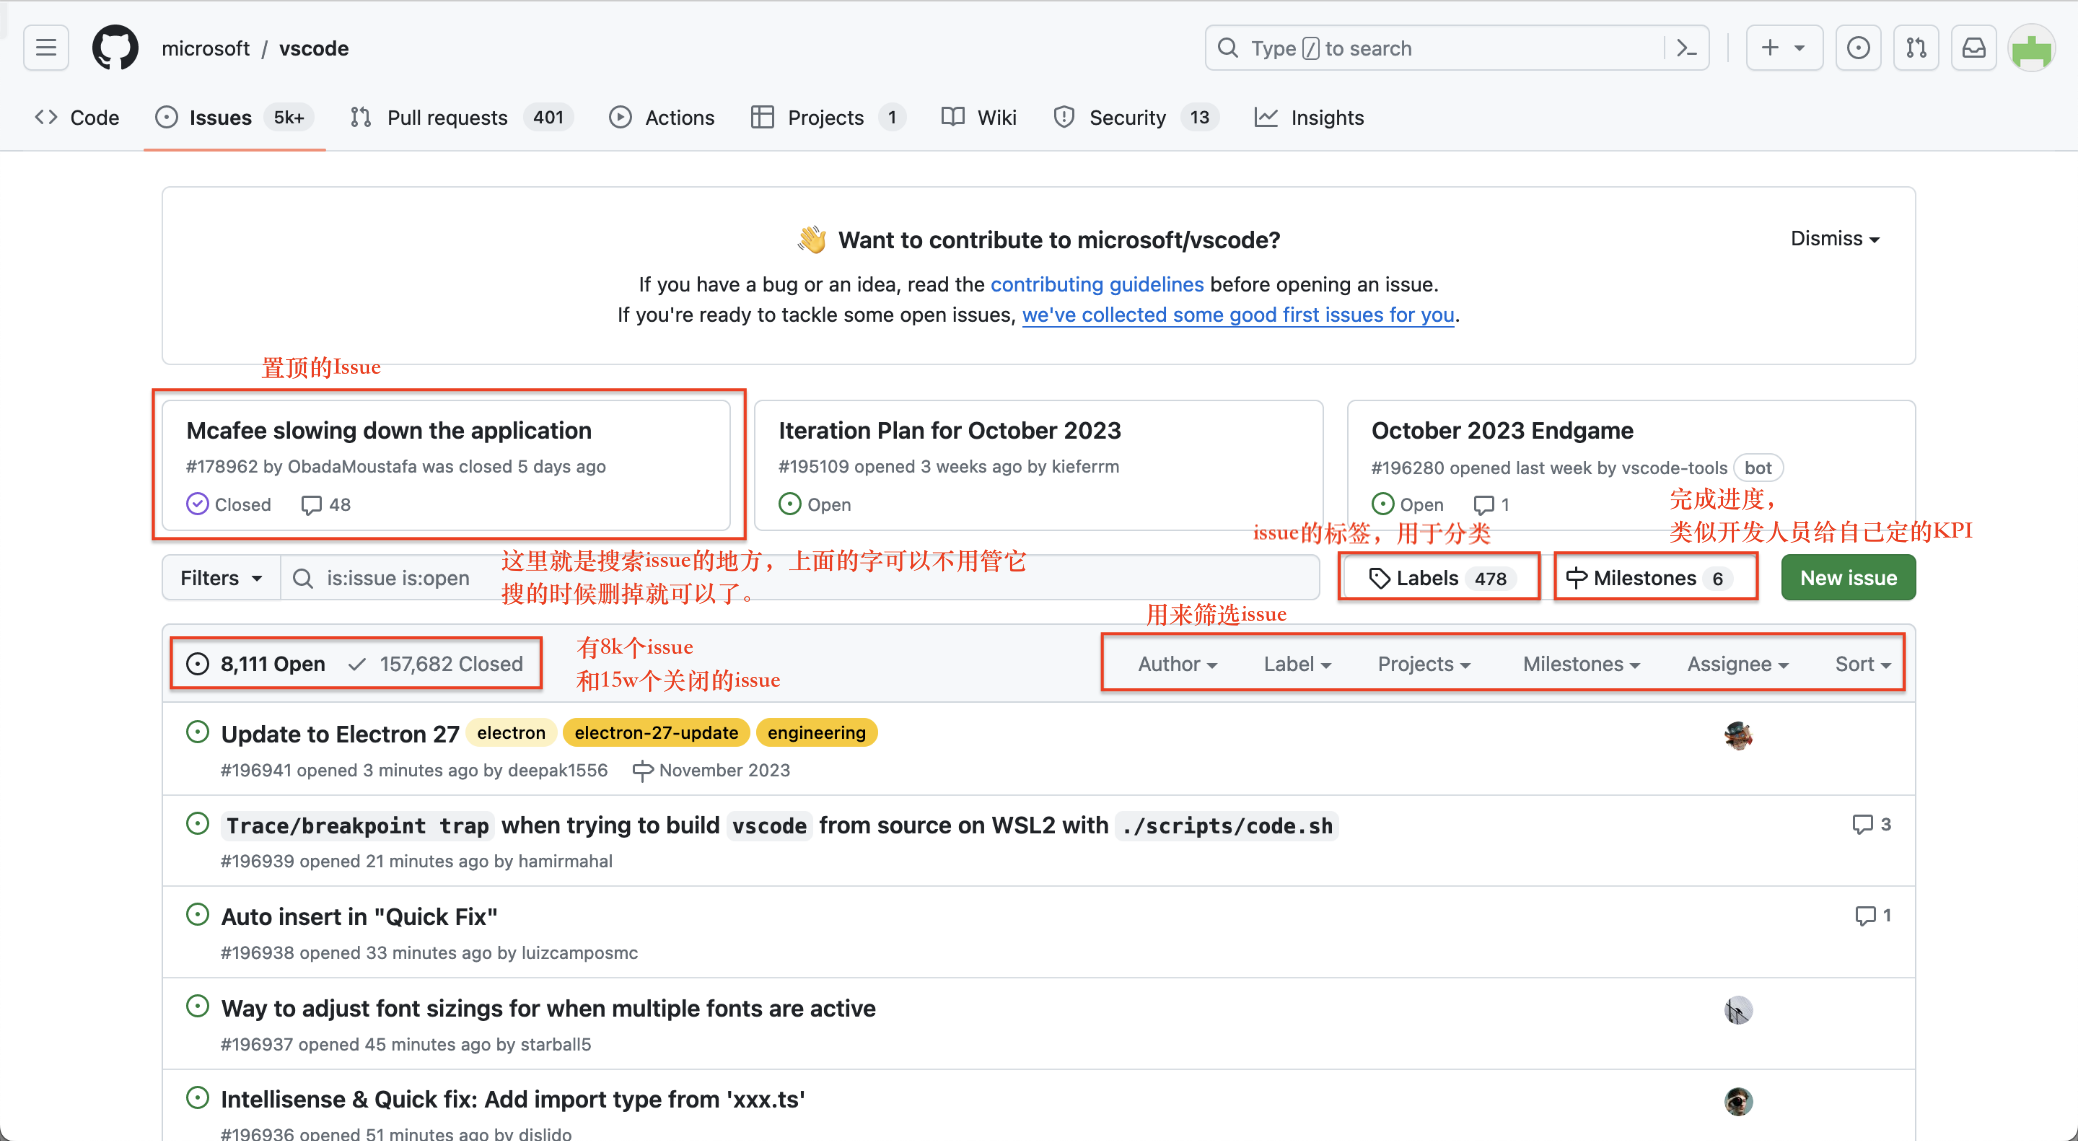 microsoft / vscode
Type / to search
Code
Issues 5k+
Pull requests 401
Actions
Projects 1
Wiki
Security 13
Insights
👋 Want to contribute to microsoft/vscode?
Dismiss
If you have a bug or an idea, read the contributing guidelines before opening an issue.
If you're ready to tackle some open issues, we've collected some good first issues for you.
置顶的Issue
Mcafee slowing down the application
#178962 by ObadaMoustafa was closed 5 days ago
Closed 48
Iteration Plan for October 2023
#195109 opened 3 weeks ago by kieferrm
Open
October 2023 Endgame
#196280 opened last week by vscode-tools bot
Open 1
完成进度，
类似开发人员给自己定的KPI
issue的标签，用于分类
Filters
is:issue is:open
这里就是搜索issue的地方，上面的字可以不用管它
搜的时候删掉就可以了。
Labels 478
Milestones 6
New issue
用来筛选issue
8,111 Open
157,682 Closed
有8k个issue
和15w个关闭的issue
Author
Label
Projects
Milestones
Assignee
Sort
Update to Electron 27 electron electron-27-update engineering
#196941 opened 3 minutes ago by deepak1556 November 2023
Trace/breakpoint trap when trying to build vscode from source on WSL2 with ./scripts/code.sh
3
#196939 opened 21 minutes ago by hamirmahal
Auto insert in "Quick Fix"
1
#196938 opened 33 minutes ago by luizcamposmc
Way to adjust font sizings for when multiple fonts are active
#196937 opened 45 minutes ago by starball5
Intellisense & Quick fix: Add import type from 'xxx.ts'
#196936 opened 51 minutes ago by dislido